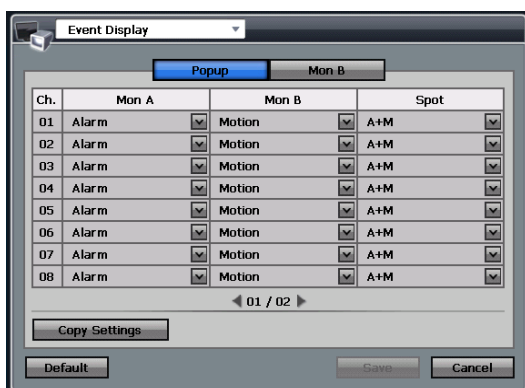 Event Display
Popup Mon B
Ch. Mon A Mon B Spot
01 Alarm Motion A+M
02 Alarm Motion A+M
03 Alarm Motion A+M
04 Alarm Motion A+M
05 Alarm Motion A+M
06 Alarm Motion A+M
07 Alarm Motion A+M
08 Alarm Motion A+M
01 / 02
Copy Settings
Default Save Cancel